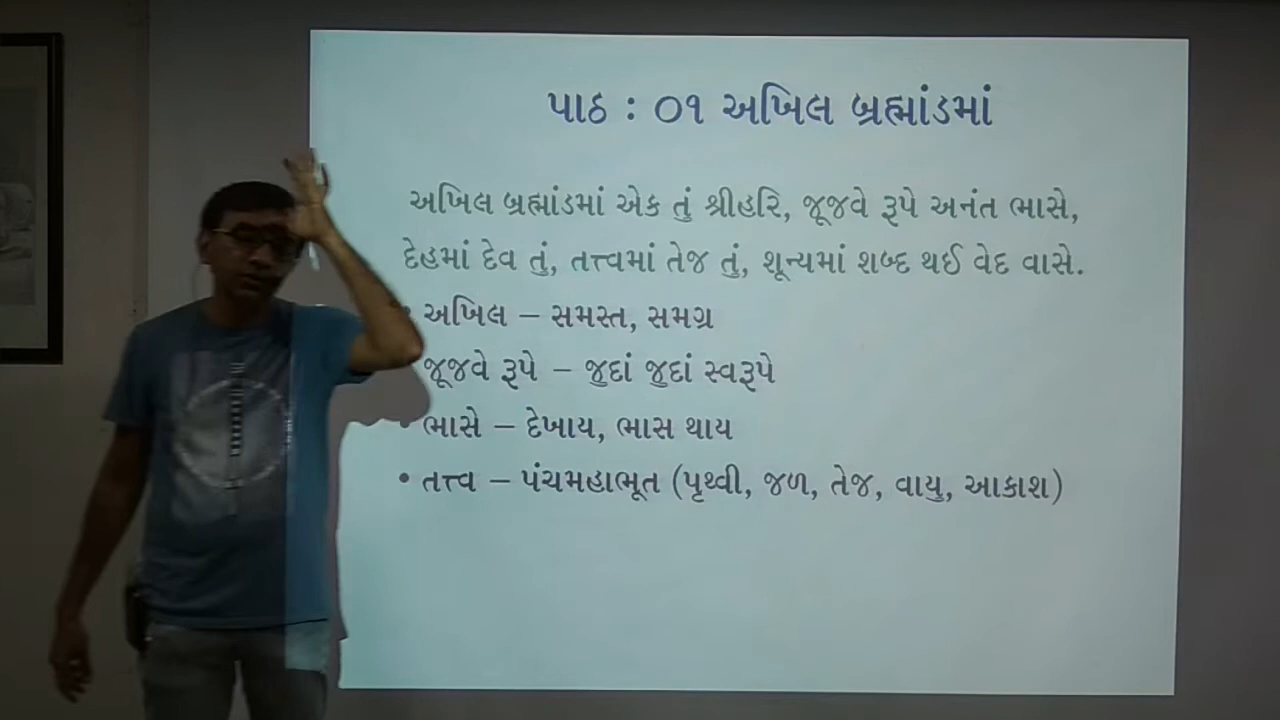 પાઠ : ૦૧ અખિલ બ્રહ્માંડમાં
અખિલ બ્રહ્માંડમાં એક તું શ્રીહરિ, જૂજવે રૂપે અનંત ભાસે,
દેહમાં દેવ તું, તત્ત્વમાં તેજ તું, શૂન્યમાં શબ્દ થઈ વેદ વાસે.
• અખિલ – સમસ્ત, સમગ્ર
જૂજવે રૂપે – જુદાં જુદાં સ્વરૂપે
• ભાસે – દેખાય, ભાસ થાય
• તત્ત્વ – પંચમહાભૂત (પૃથ્વી, જળ, તેજ, વાયુ, આકાશ)